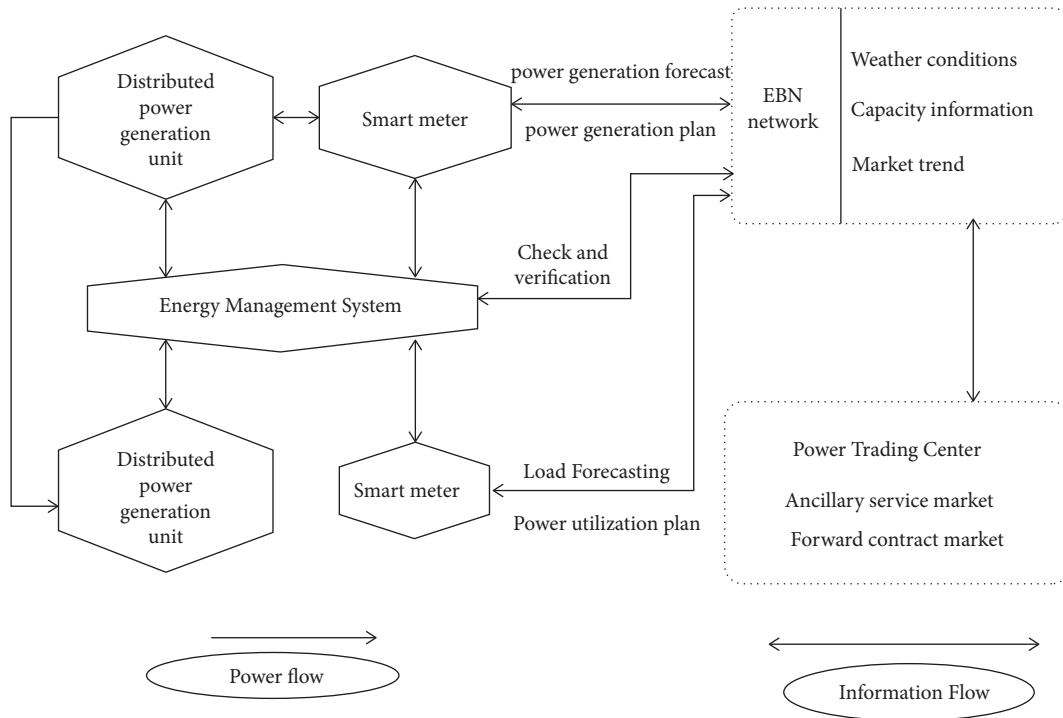 Distributed
power
generation
unit
Smart meter
power generation forecast
power generation plan
EBN
network
Weather conditions
Capacity information
Market trend
Check and
verification
Energy Management System
Distributed
power
generation
unit
Smart meter
Load Forecasting
Power utilization plan
Power Trading Center
Ancillary service market
Forward contract market
Power flow
Information Flow